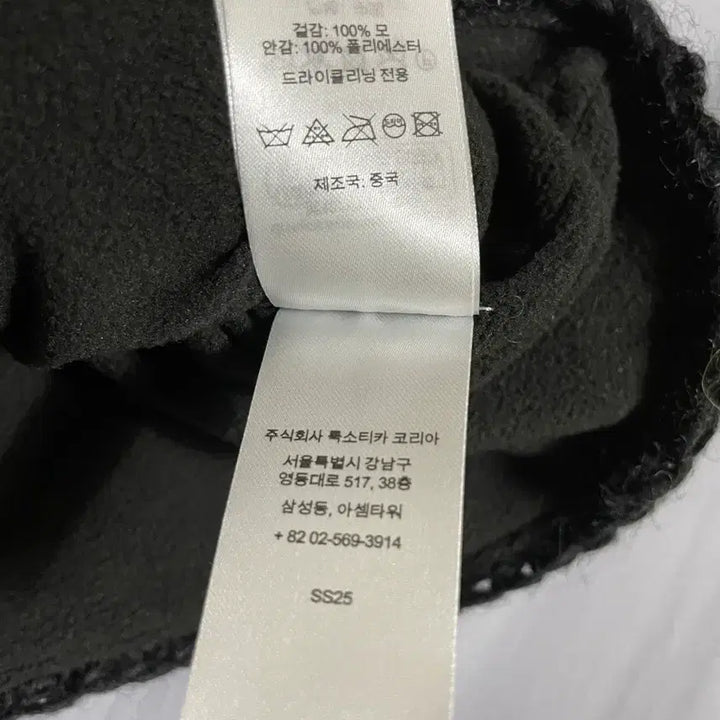 겉감: 100% 모
안감: 100% 폴리에스터
드라이클리닝 전용
제조국: 중국
주식회사 룩소티카 코리아
서울특별시 강남구
영동대로 517, 38층
삼성동, 아셈타워
+ 82 02-569-3914
SS25